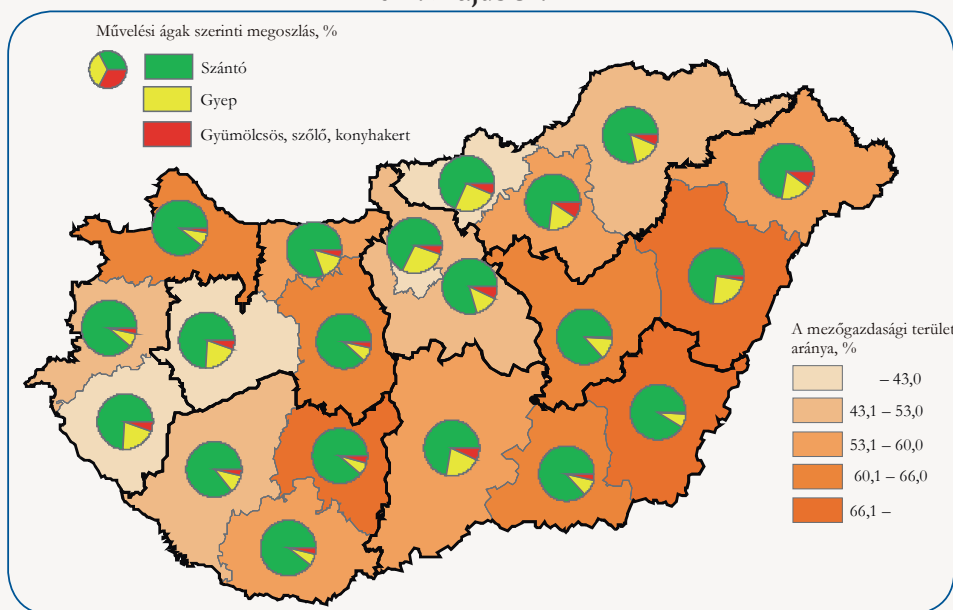 Művelési ágak szerinti megoszlás, %
Szántó
Gyep
Gyümölcsös, szőlő, konyhakert
A mezőgazdasági terület
aránya, %
– 43,0
43,1 – 53,0
53,1 – 60,0
60,1 – 66,0
66,1 –